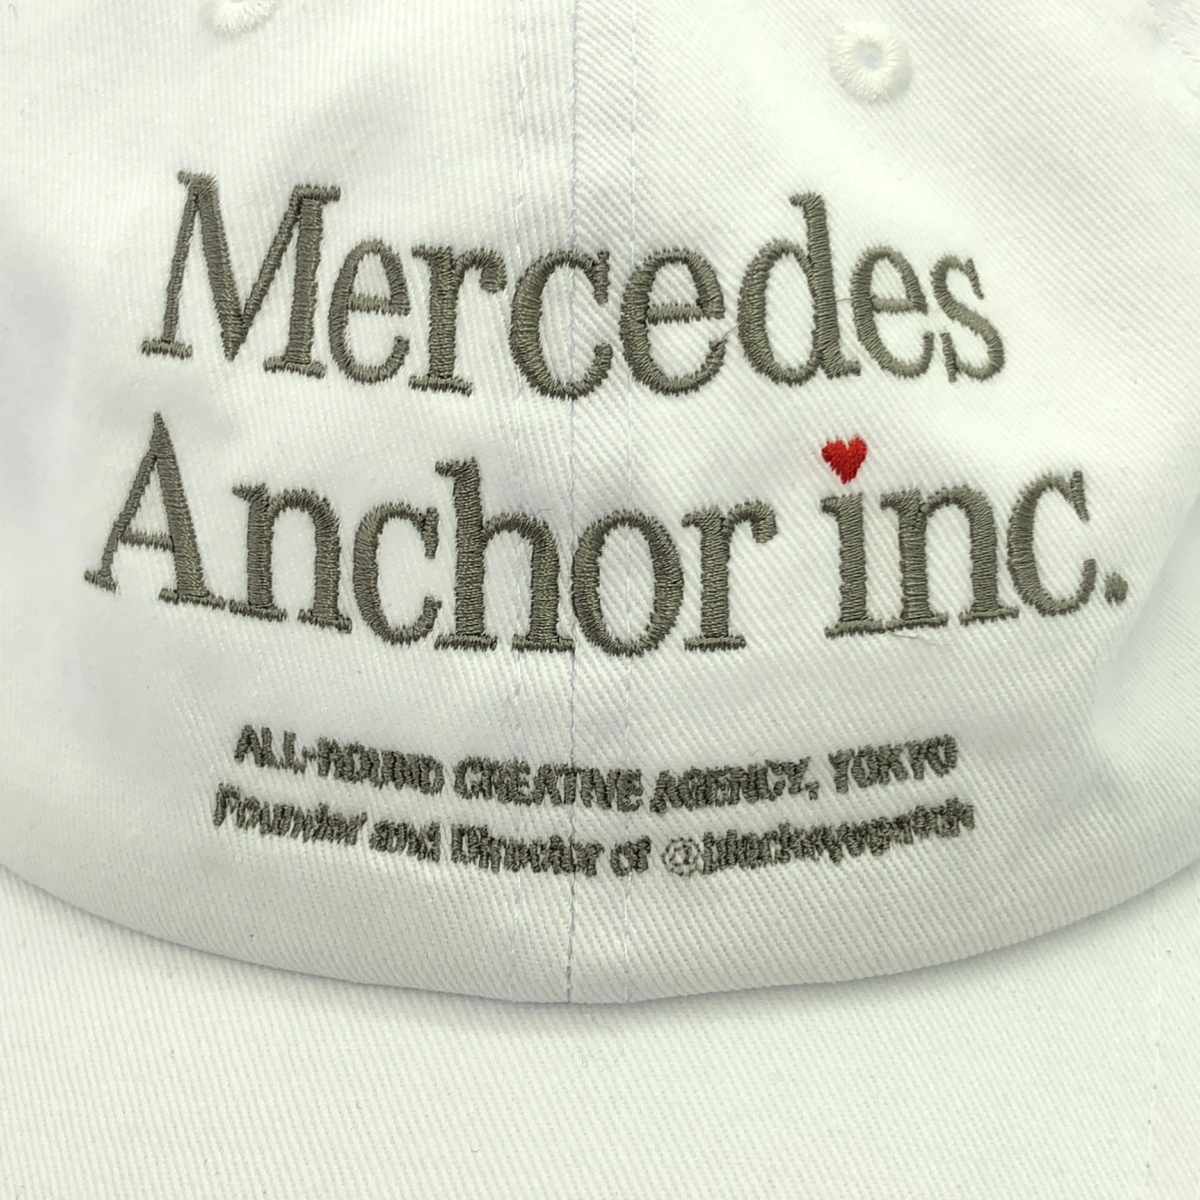 Mercedes
Anchor inc.
ALL-ROUND CREATIVE AGENCY, TOKYO
Founder and Director of @blackeyepatch